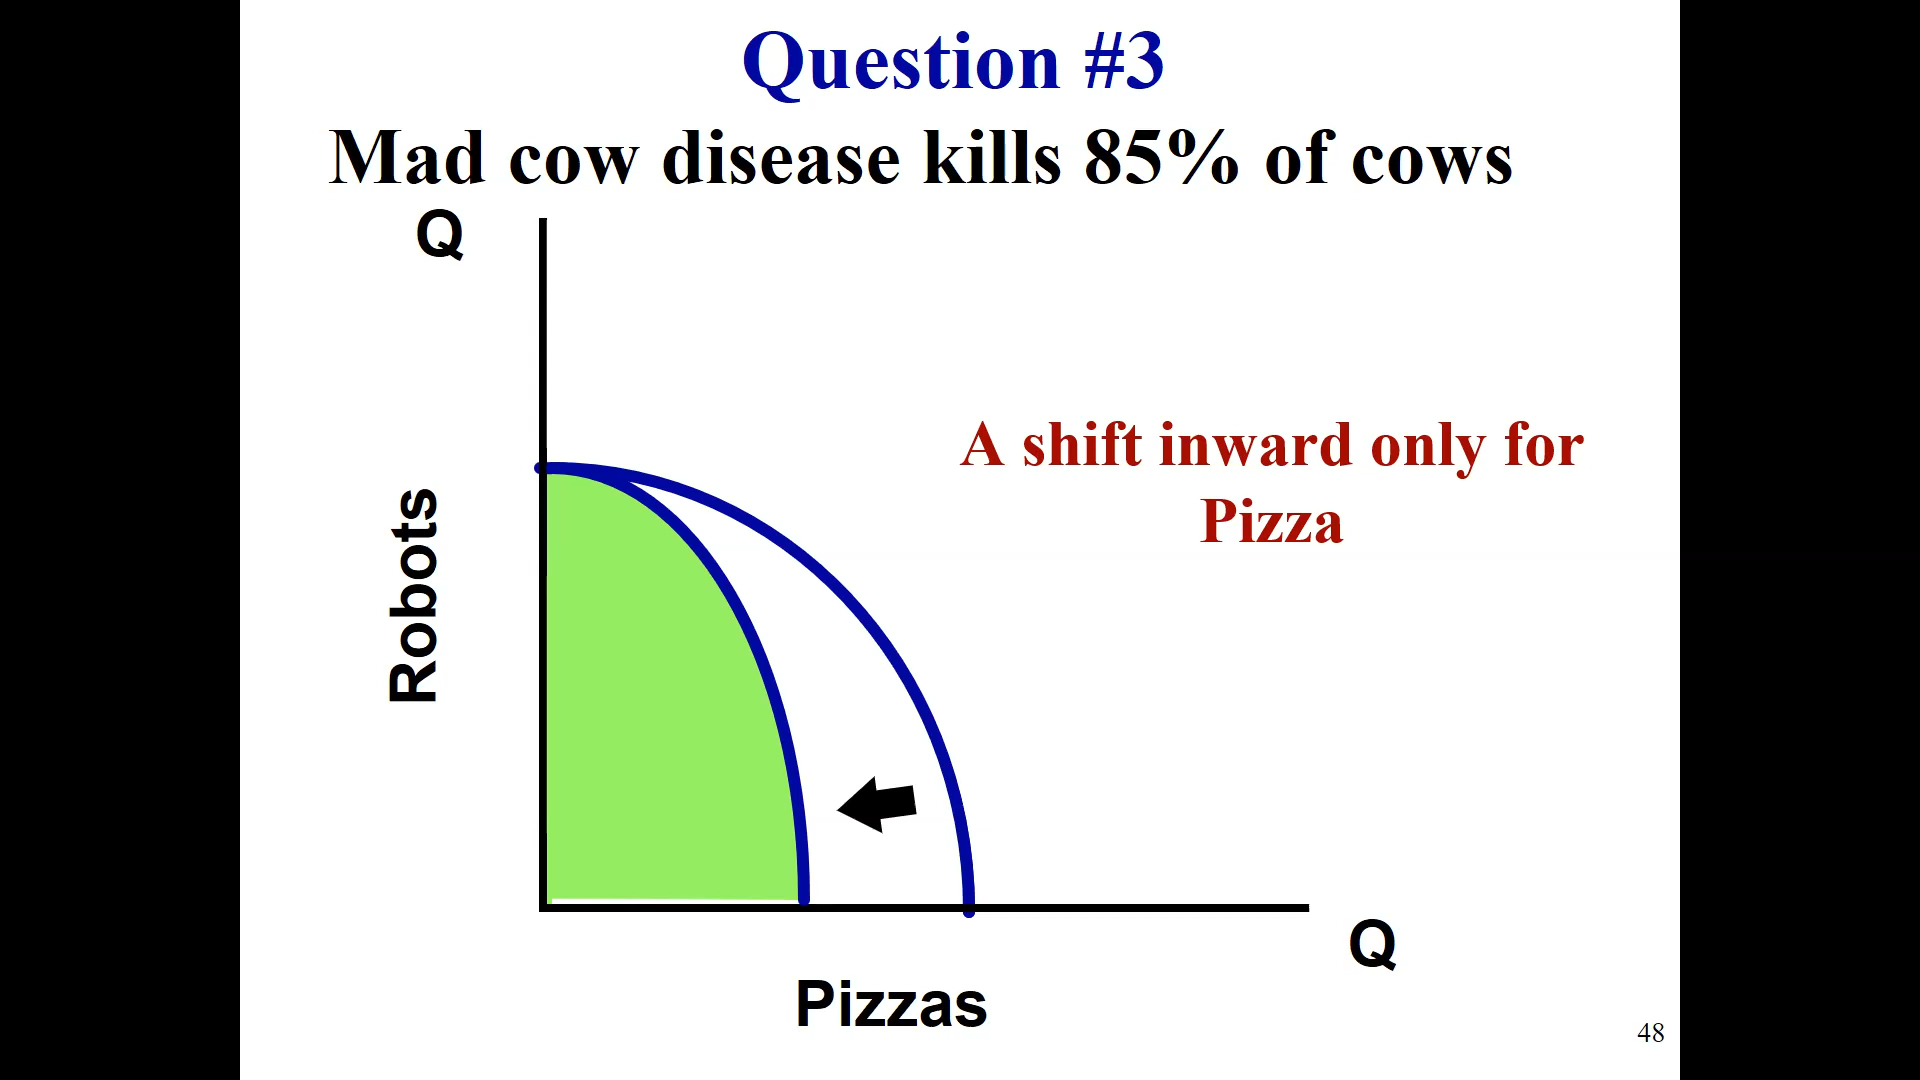 Question #3
Mad cow disease kills 85% of cows
Q
A shift inward only for
Pizza
Robots
Q
Pizzas
48